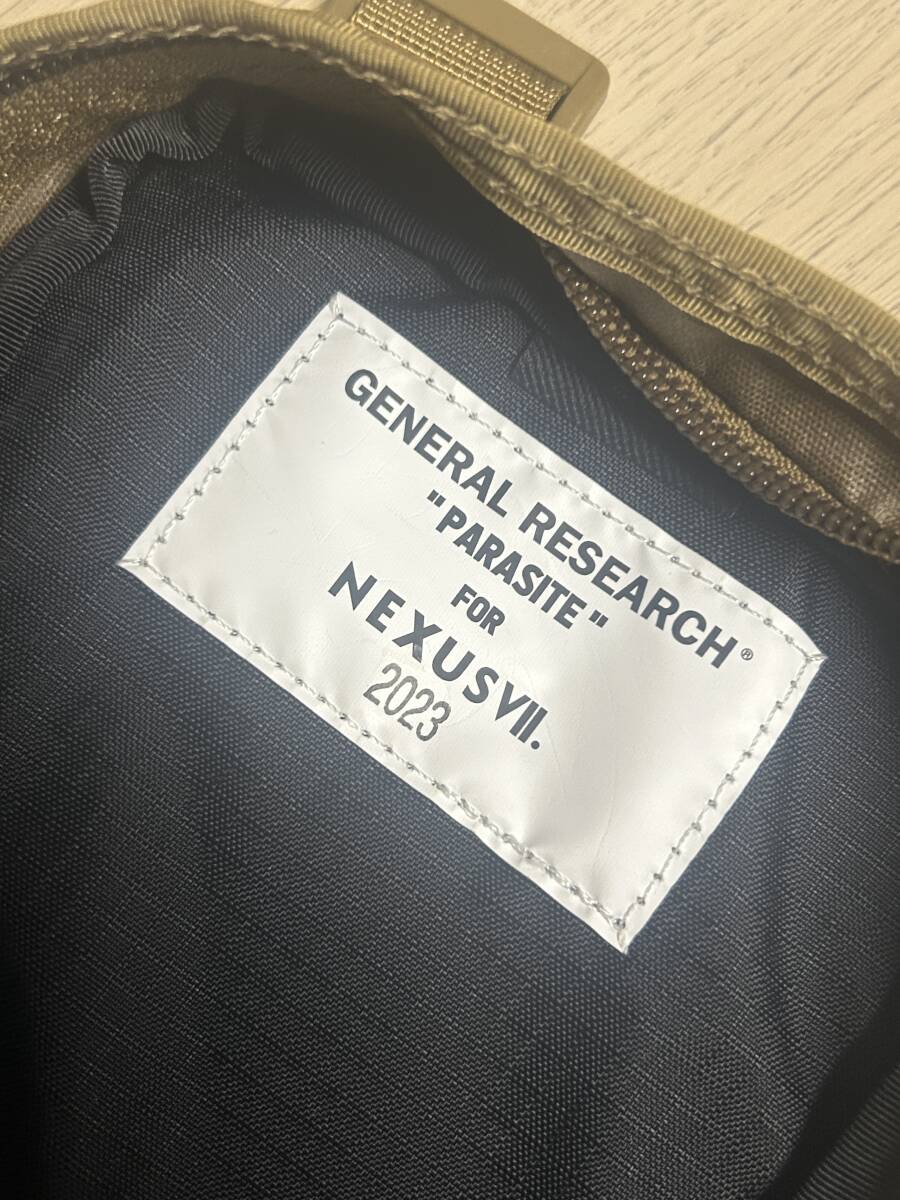 GENERAL RESEARCH®
"PARASITE"
FOR
NEXUSVII.
2023